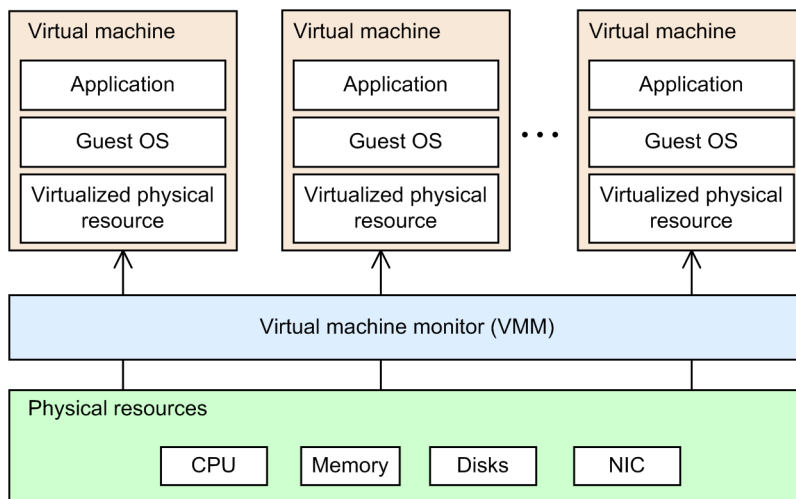 Virtual machine
Application
Guest OS
Virtualized physical
resource
Virtual machine
Application
Guest OS
Virtualized physical
resource
...
Virtual machine
Application
Guest OS
Virtualized physical
resource
Virtual machine monitor (VMM)
Physical resources
CPU
Memory
Disks
NIC